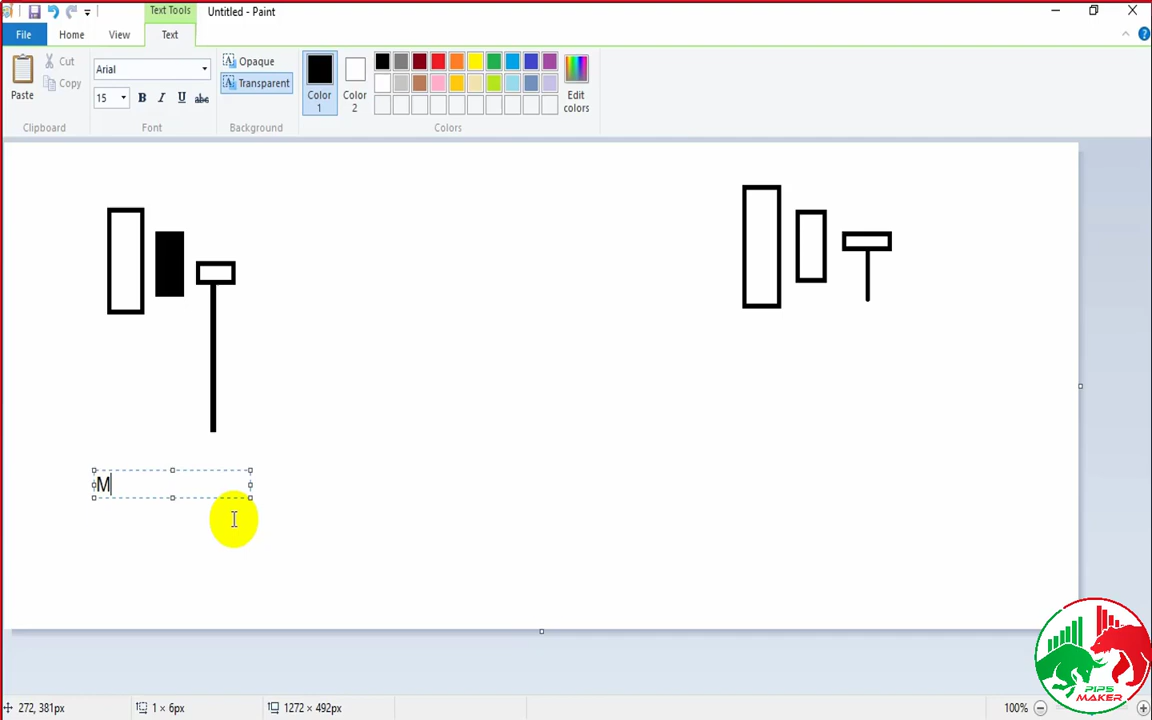 Text Tools
Untitled - Paint
File
Home
View
Text
Paste
Cut
Copy
Clipboard
Arial
15
B I U abc
Font
Opaque
Transparent
Background
Color 1
Color 2
Edit colors
Colors
M
PIPS
MAKER
272, 381px
1 × 6px
1272 × 492px
100%